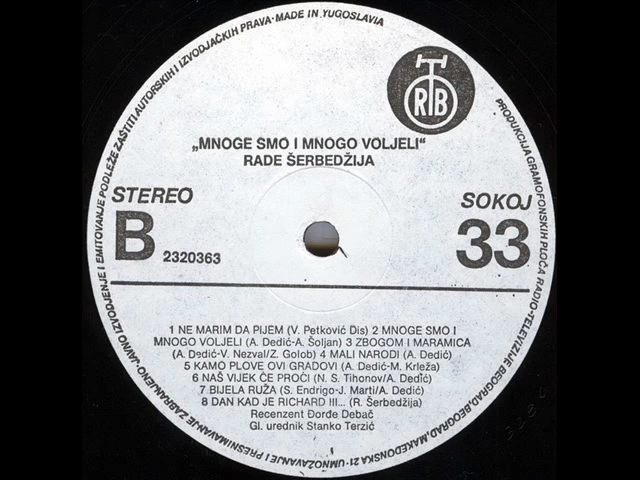 PRODUKCIJA GRAMOFONSKIH PLOČA RADIO-TELEVIZIJE BEOGRAD, BEOGRAD, MAKEDONSKA 21·UMNOŽAVANJE I PRESNIMAVANJE ZABRANJENO·JAVNO IZVODJENJE I EMITOVANJE PODLEŽE ZAŠTITI AUTORSKIH I IZVODJAČKIH PRAVA·MADE IN YUGOSLAVIA
RTB
„MNOGE SMO I MNOGO VOLJELI“
RADE ŠERBEDŽIJA
STEREO
B 2320363
SOKOJ
33
1 NE MARIM DA PIJEM (V. Petković Dis) 2 MNOGE SMO I
MNOGO VOLJELI (A. Dedić-A. Šoljan) 3 ZBOGOM I MARAMICA
(A. Dedić-V. Nezval/Z. Golob) 4 MALI NARODI (A. Dedić)
5 KAMO PLOVE OVI GRADOVI (A. Dedić-M. Krleža)
6 NAŠ VIJEK ĆE PROĆI (N. S. Tihonov/A. Dedić)
7 BIJELA RUŽA (S. Endrigo-J. Marti/A. Dedić)
8 DAN KAD JE RICHARD III... (R. Šerbedžija)
Recenzent Đorđe Debač
Gl. urednik Stanko Terzić